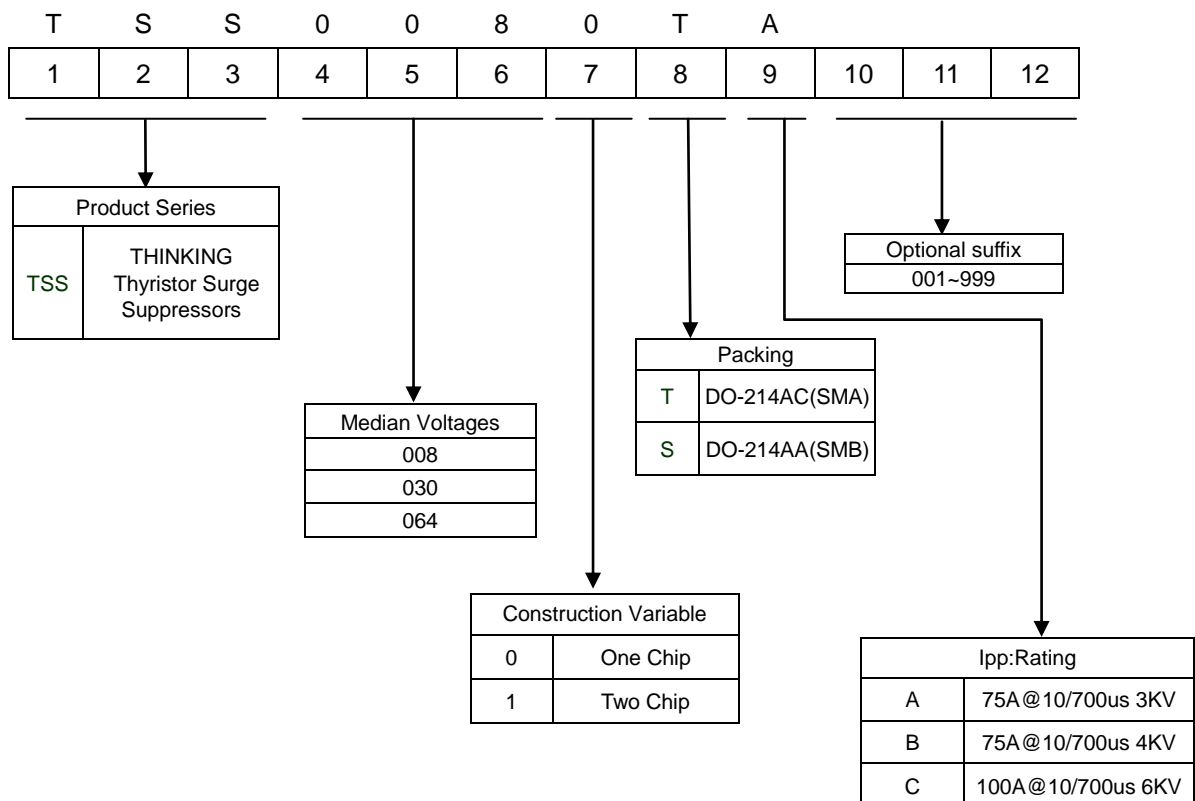 T S S 0 0 8 0 T A
1 2 3 4 5 6 7 8 9 10 11 12
Product Series
TSS
THINKING
Thyristor Surge
Suppressors
Optional suffix
001~999
Packing
T DO-214AC(SMA)
S DO-214AA(SMB)
Median Voltages
008
030
064
Construction Variable
0 One Chip
1 Two Chip
Ipp:Rating
A 75A@10/700us 3KV
B 75A@10/700us 4KV
C 100A@10/700us 6KV